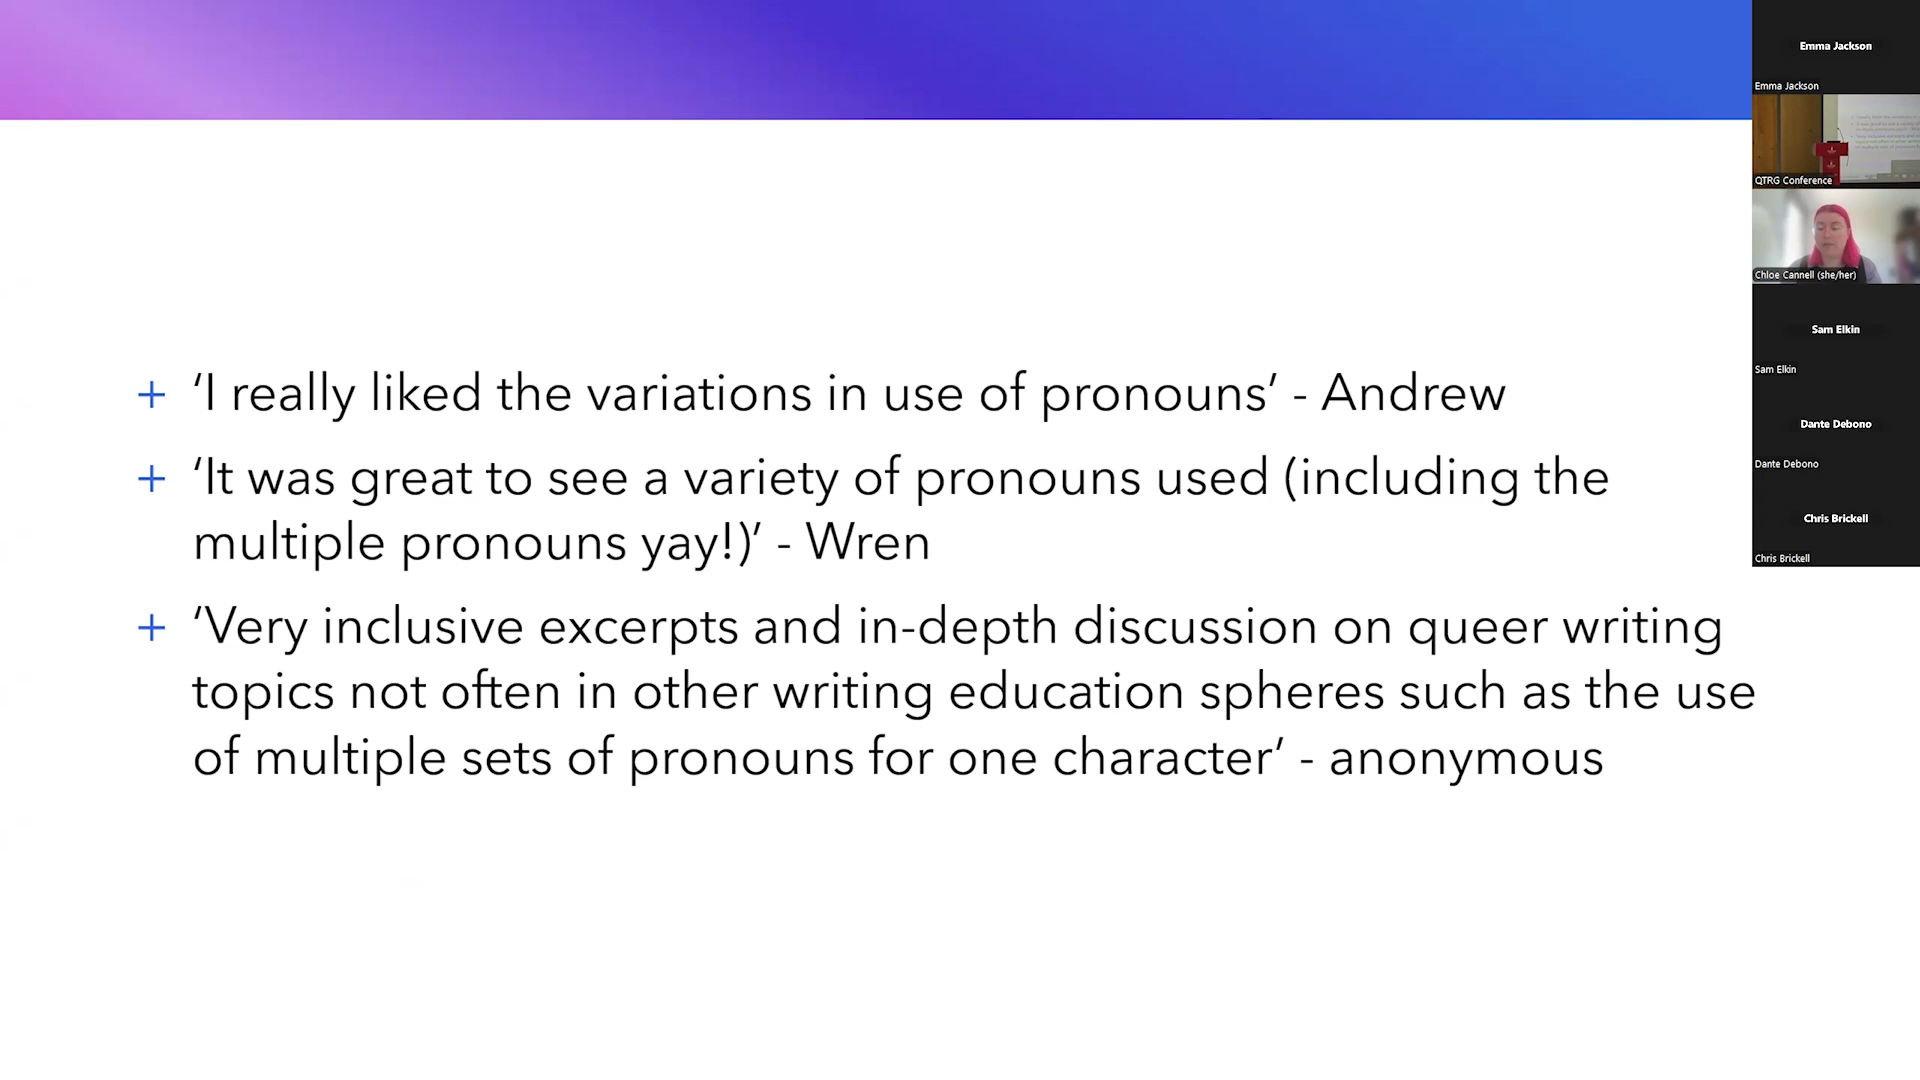 + ‘I really liked the variations in use of pronouns’ - Andrew
+ ‘It was great to see a variety of pronouns used (including the
multiple pronouns yay!)’ - Wren
+ ‘Very inclusive excerpts and in-depth discussion on queer writing
topics not often in other writing education spheres such as the use
of multiple sets of pronouns for one character’ - anonymous
Emma Jackson
Emma Jackson
QTRG Conference
Chloe Cannell (she/her)
Sam Elkin
Sam Elkin
Dante Debono
Dante Debono
Chris Brickell
Chris Brickell